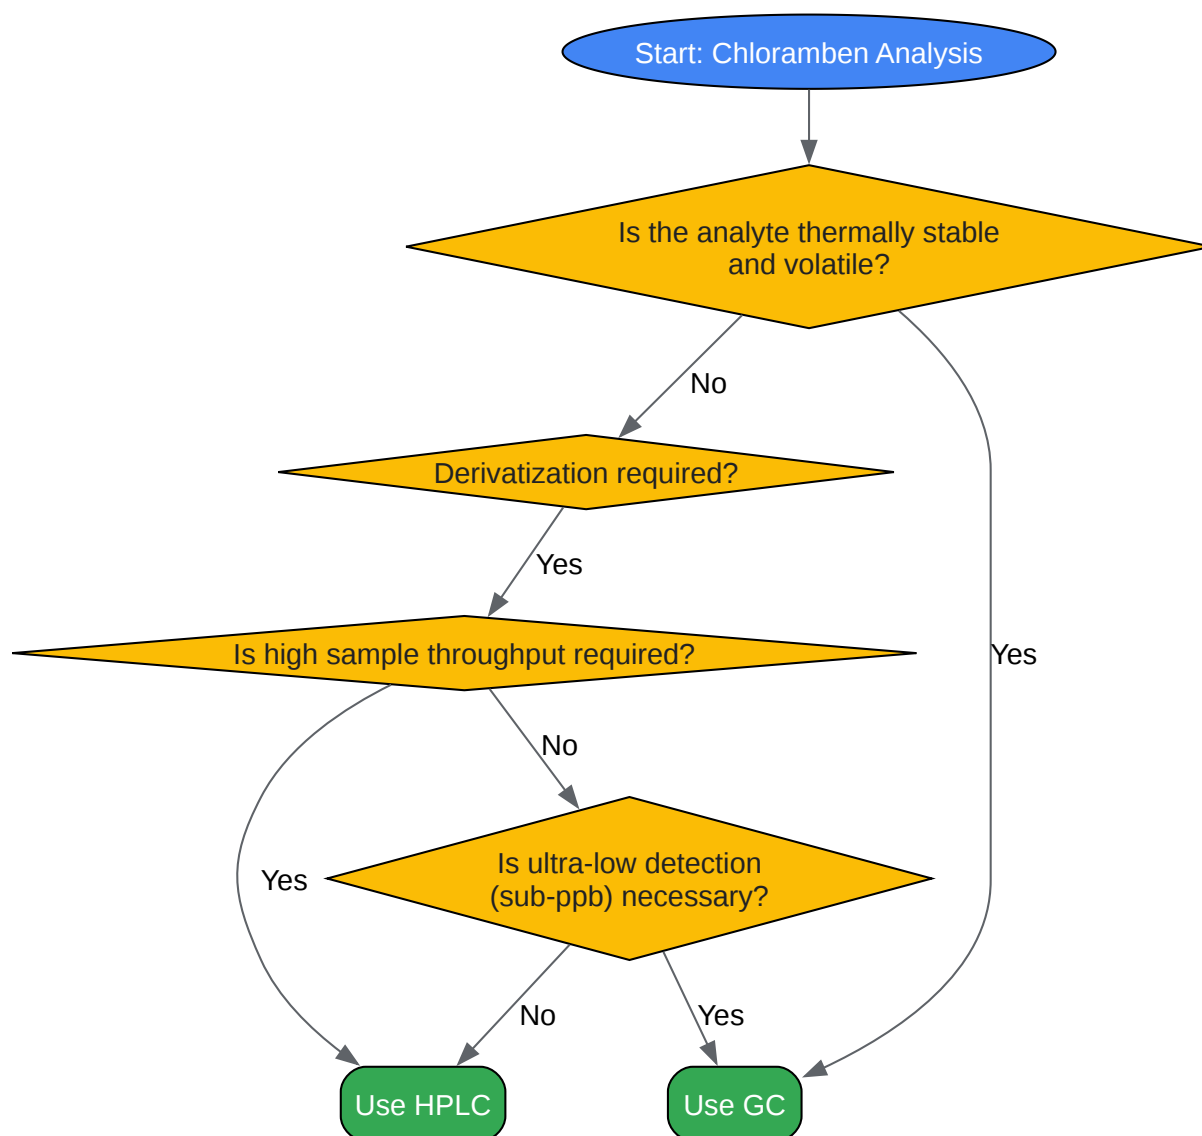 Start: Chloramben Analysis
Is the analyte thermally stable
and volatile?
No
Derivatization required?
Yes
Is high sample throughput required?
Yes
No
Is ultra-low detection
(sub-ppb) necessary?
Yes
No
Yes
Use HPLC
Use GC